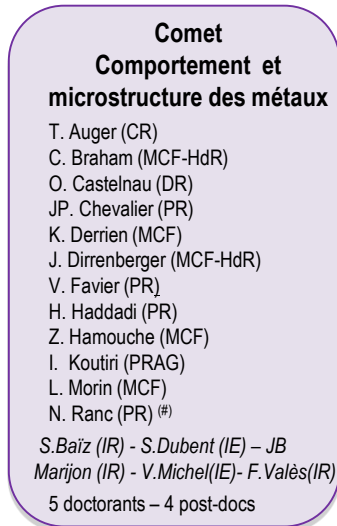 Comet
Comportement et
microstructure des métaux
T. Auger (CR)
C. Braham (MCF-HdR)
O. Castelnau (DR)
JP. Chevalier (PR)
K. Derrien (MCF)
J. Dirrenberger (MCF-HdR)
V. Favier (PR)
H. Haddadi (PR)
Z. Hamouche (MCF)
I. Koutiri (PRAG)
L. Morin (MCF)
N. Ranc (PR) (#)
S.Baïz (IR) - S.Dubent (IE) – JB
Marijon (IR) - V.Michel(IE)- F.Valès(IR)
5 doctorants – 4 post-docs